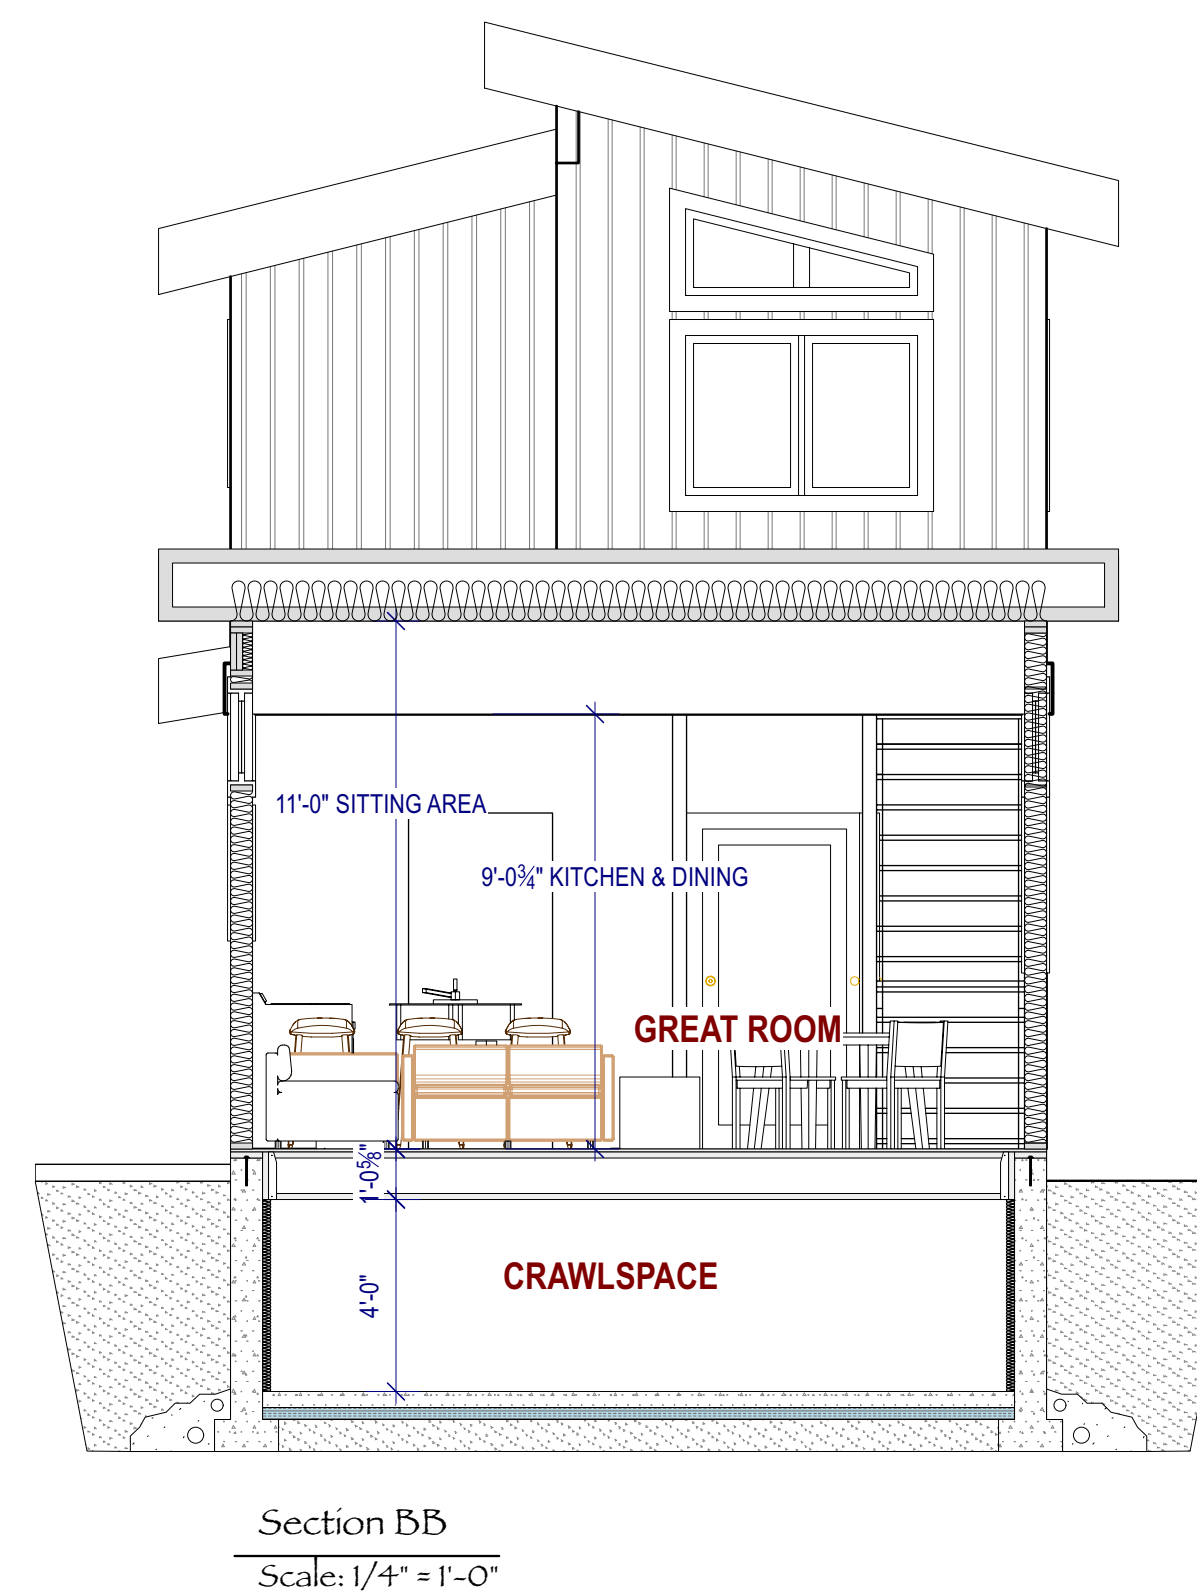 11'-0" SITTING AREA
9'-0¾" KITCHEN & DINING
GREAT ROOM
1'-0⅝"
CRAWLSPACE
4'-0"
Section BB
Scale: 1/4" = 1'-0"